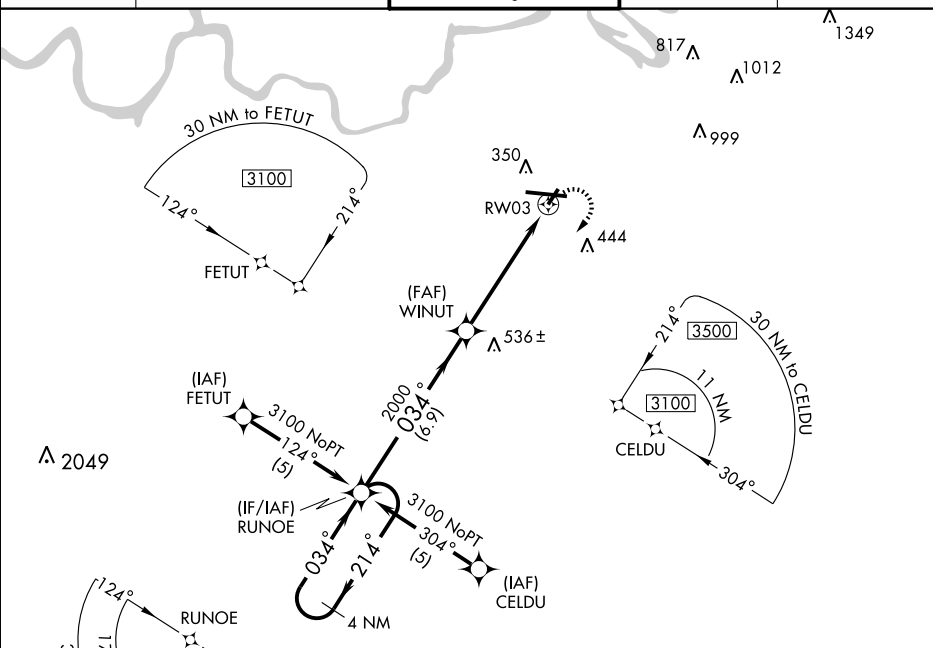 1349
817
1012
999
30 NM to FETUT
3100
124°
214°
FETUT
350
RW03
444
(FAF)
WINUT
536±
214°
3500
30 NM to CELDU
11 NM
3100
CELDU
304°
(IAF)
FETUT
3100 NoPT
124°
(5)
2000
034°
(6.9)
2049
(IF/IAF)
RUNOE
3100 NoPT
304°
(5)
034°
214°
(IAF)
CELDU
4 NM
124°
RUNOE